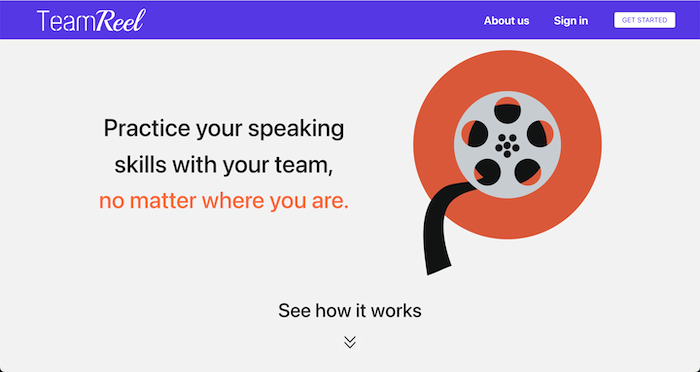 TeamReel
About us
Sign in
GET STARTED
Practice your speaking
skills with your team,
no matter where you are.
See how it works